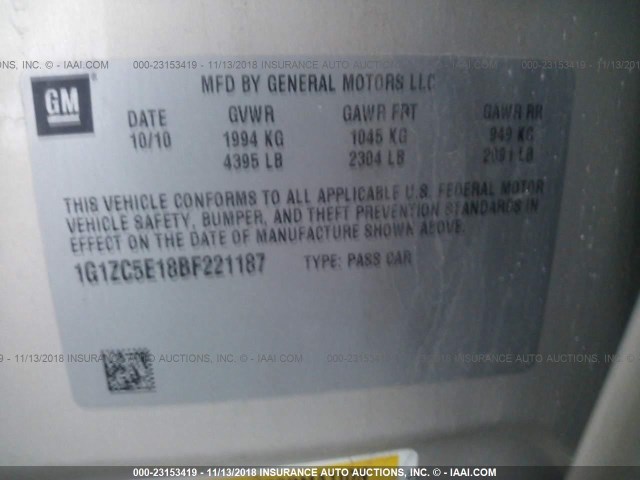 000-23153419 - 11/13/2018 INSURANCE AUTO AUCTIONS, INC. - © IAAI.COM
GM
MFD BY GENERAL MOTORS LLC
DATE GVWR GAWR FRT GAWR RR
10/10 1994 KG 1045 KG 949 KG
4395 LB 2304 LB 2091 LB
THIS VEHICLE CONFORMS TO ALL APPLICABLE U.S. FEDERAL MOTOR
VEHICLE SAFETY, BUMPER, AND THEFT PREVENTION STANDARDS IN
EFFECT ON THE DATE OF MANUFACTURE SHOWN ABOVE.
1G1ZC5E18BF221187 TYPE: PASS CAR
000-23153419 - 11/13/2018 INSURANCE AUTO AUCTIONS, INC. - © IAAI.COM
000-23153419 - 11/13/2018 INSURANCE AUTO AUCTIONS, INC. - © IAAI.COM